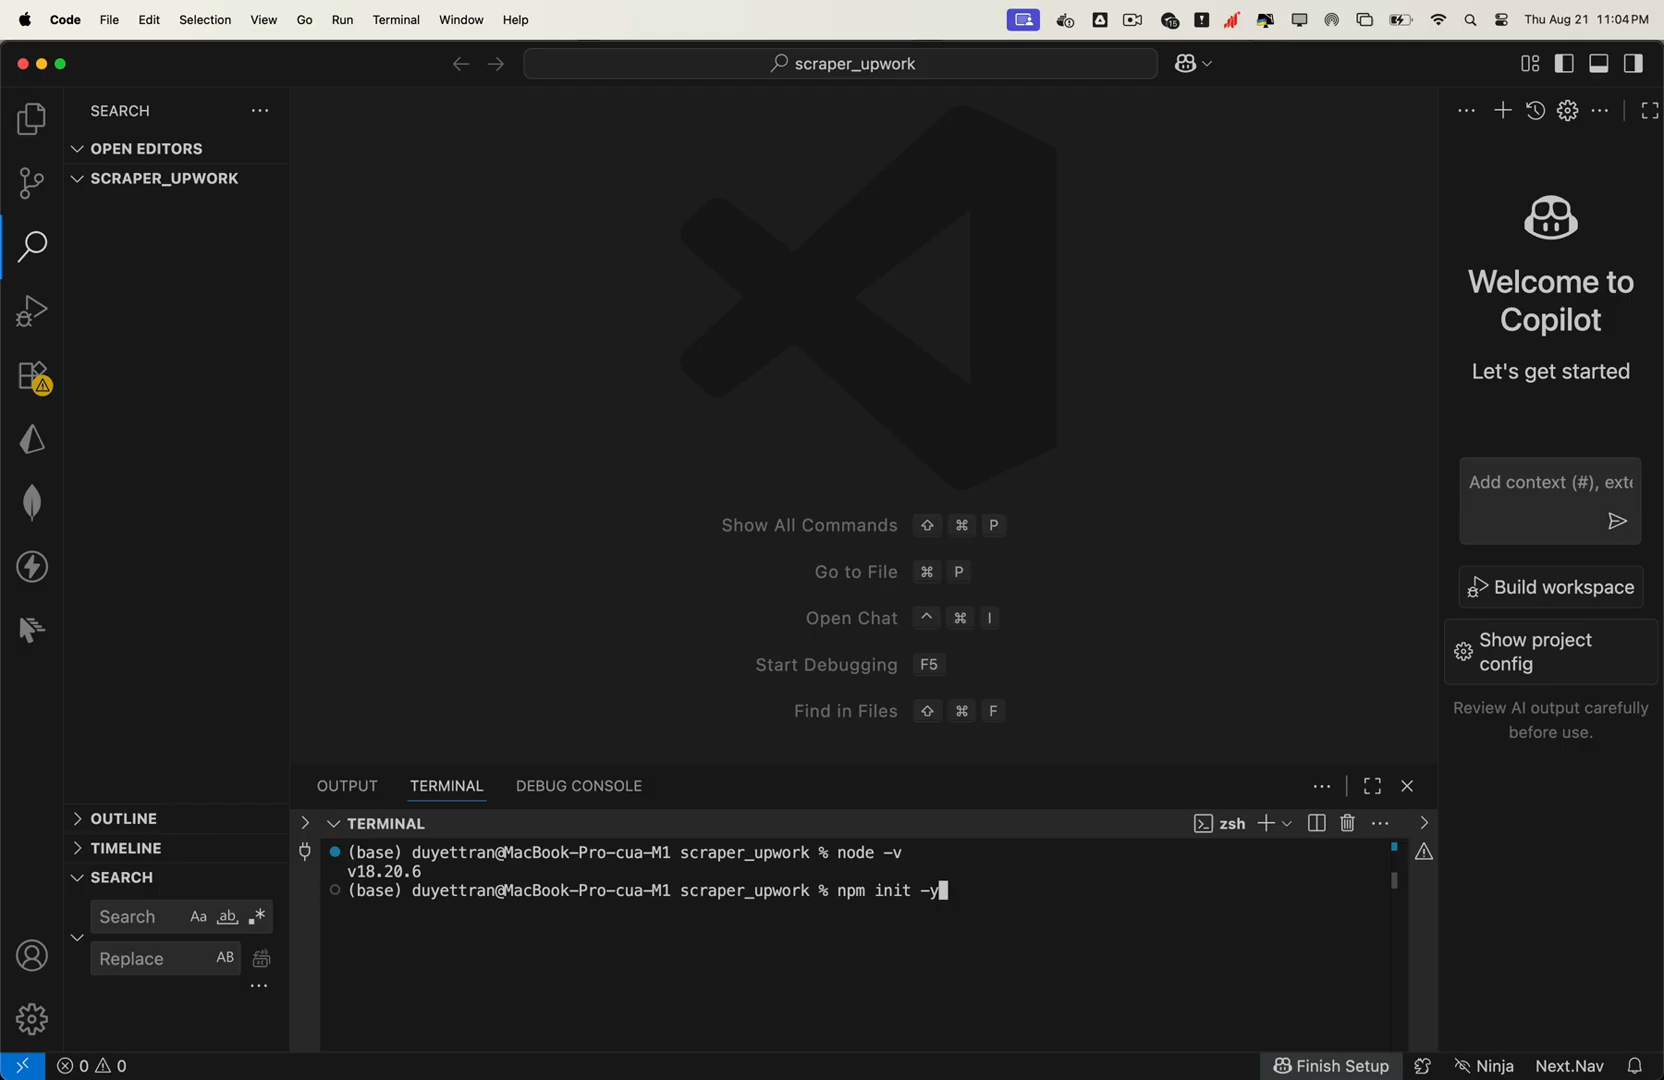 Code File Edit Selection View Go Run Terminal Window Help
Thu Aug 21 11:04 PM
scraper_upwork
SEARCH
OPEN EDITORS
SCRAPER_UPWORK
Welcome to
Copilot
Let's get started
Add context (#), exte
Build workspace
Show project
config
Review AI output carefully
before use.
Show All Commands ⇧ ⌘ P
Go to File ⌘ P
Open Chat ^ ⌘ I
Start Debugging F5
Find in Files ⇧ ⌘ F
OUTPUT TERMINAL DEBUG CONSOLE
TERMINAL
zsh
(base) duyettran@MacBook-Pro-cua-M1 scraper_upwork % node -v
v18.20.6
(base) duyettran@MacBook-Pro-cua-M1 scraper_upwork % npm init -y
OUTLINE
TIMELINE
SEARCH
Search Aa ab .*
Replace AB
0 0
Finish Setup Ninja Next.Nav